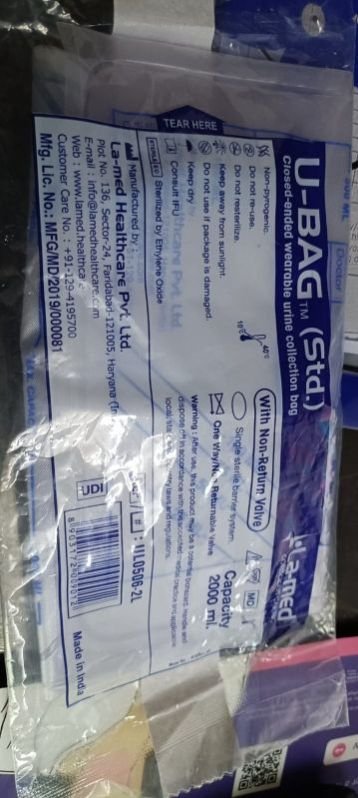 TEAR HERE
U-BAG™ (Std.)
Closed-ended wearable urine collection bag
With Non-Return Valve
La-med
Non-pyrogenic.
Do not re-use.
Do not resterilize.
Keep away from sunlight.
Do not use if package is damaged.
Keep dry
Consult IFU
Sterilized by Ethylene Oxide
10°C
40°C
Single sterile barrier system
One Way/Non Returnable Valve
Capacity
2000 ml.
MD
Warning : After use, this product may be a potential biohazard. Handle and
dispose off in accordance with the accepted medical practice and applicable
laws and regulations.
Manufactured by :
La-med Healthcare Pvt. Ltd.
Plot No. 136, Sector-24, Faridabad-121005, Haryana
E-mail : info@lamedhealthcare.com
Web : www.lamed.healthcare
Customer Care No. : +91-129-4195700
Mfg. Lic. No.: MFG/MD/2019/000081
UDI
Made in India
Doctor